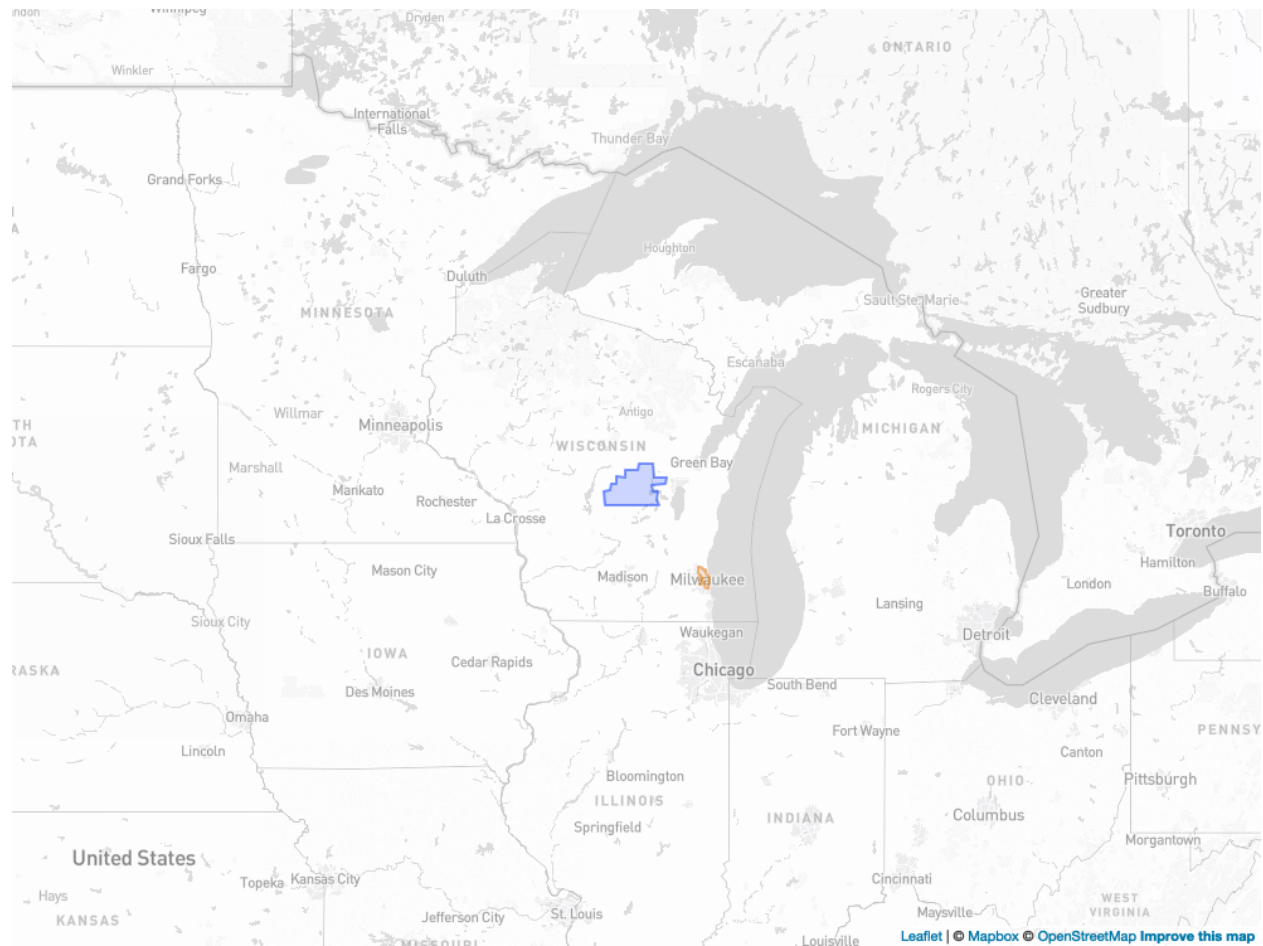 Winnipeg
Dryden
ONTARIO
Winkler
International
Falls
Thunder Bay
Grand Forks
Houghton
Fargo
Duluth
Sault Ste. Marie
Greater
Sudbury
MINNESOTA
Escanaba
Rogers City
Antigo
Willmar
Minneapolis
MICHIGAN
WISCONSIN
Green Bay
Marshall
Mankato
Rochester
La Crosse
Toronto
Sioux Falls
Hamilton
Mason City
Madison
Milwaukee
London
Buffalo
Lansing
Sioux City
Waukegan
Detroit
IOWA
Cedar Rapids
Chicago
RASKA
Des Moines
South Bend
Cleveland
Omaha
Fort Wayne
PENNSY
Lincoln
Canton
Bloomington
OHIO
Pittsburgh
ILLINOIS
INDIANA
Columbus
Springfield
Morgantown
United States
Topeka
Kansas City
Cincinnati
Hays
WEST
VIRGINIA
KANSAS
Jefferson City
St. Louis
Maysville
Louisville
MISSOURI
Leaflet | © Mapbox © OpenStreetMap Improve this map